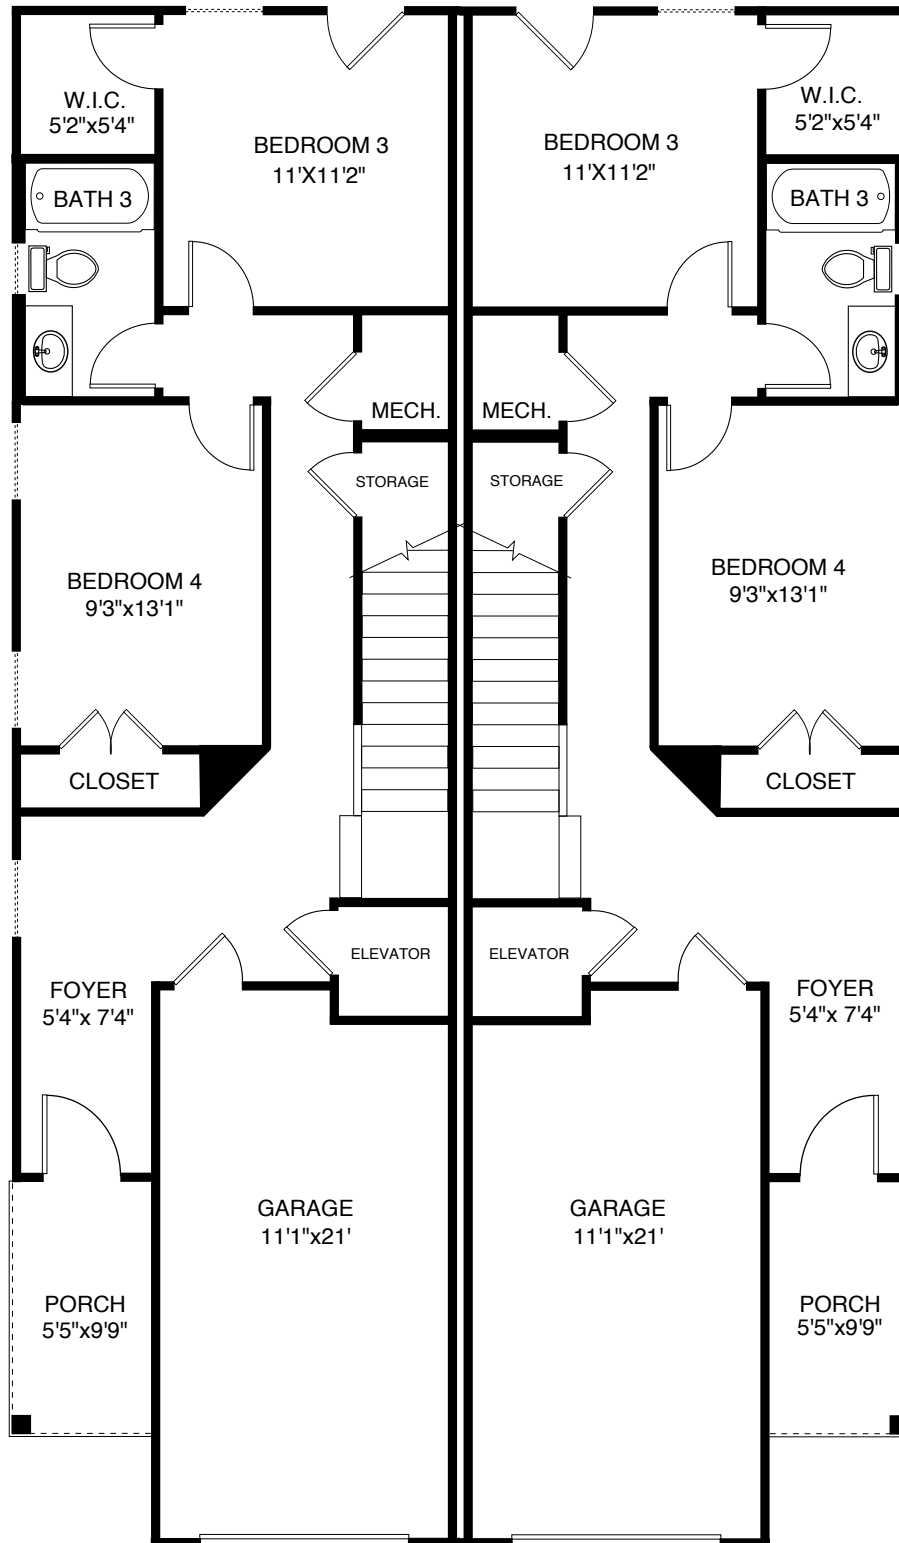 W.I.C.
5'2"x5'4"
BEDROOM 3
11'X11'2"
BEDROOM 3
11'X11'2"
W.I.C.
5'2"x5'4"
BATH 3
BATH 3
MECH.
MECH.
STORAGE
STORAGE
BEDROOM 4
9'3"x13'1"
BEDROOM 4
9'3"x13'1"
CLOSET
CLOSET
ELEVATOR
ELEVATOR
FOYER
5'4"x 7'4"
FOYER
5'4"x 7'4"
GARAGE
11'1"x21'
GARAGE
11'1"x21'
PORCH
5'5"x9'9"
PORCH
5'5"x9'9"